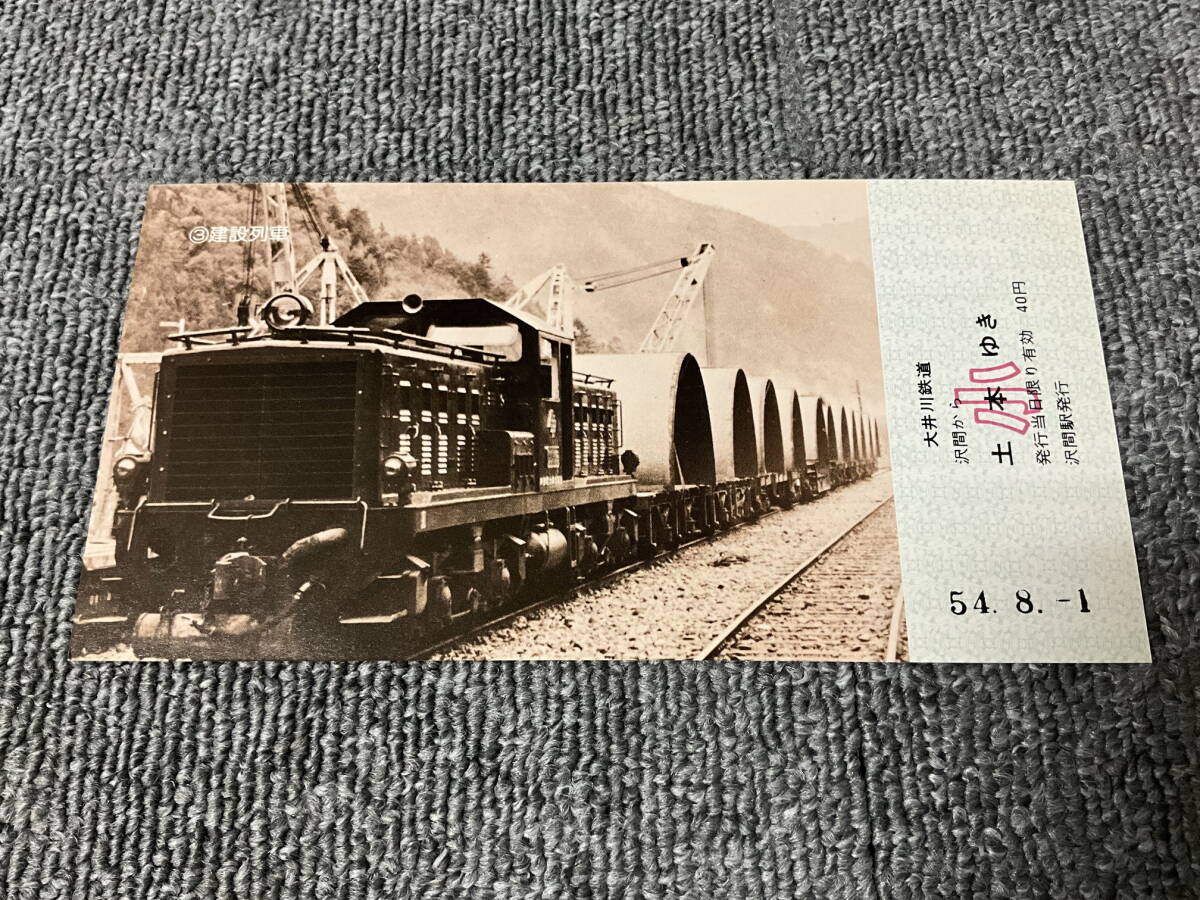 ③建設列車
大井川鉄道
沢間から
土本ゆき
小
発行当日限り有効 40円
沢間駅発行
54. 8. -1